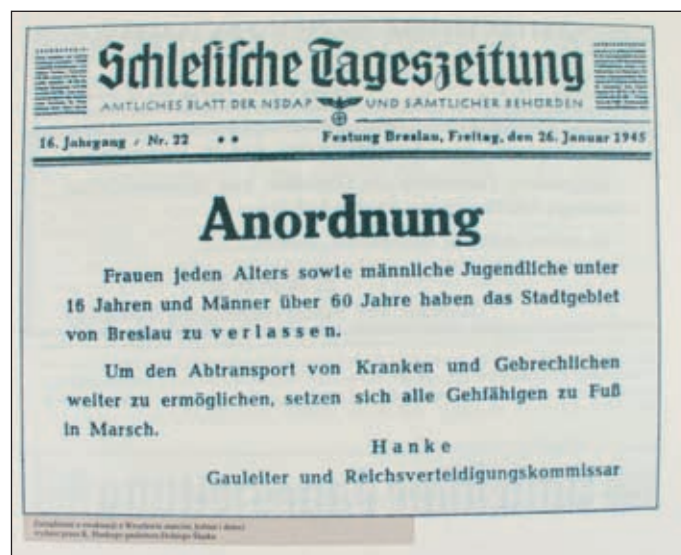 Schlesische Tageszeitung
AMTLICHES BLATT DER NSDAP UND SÄMTLICHER BEHÖRDEN
16. Jahrgang / Nr. 22 * * Festung Breslau, Freitag, den 26. Januar 1945
Anordnung
Frauen jeden Alters sowie männliche Jugendliche unter
16 Jahren und Männer über 60 Jahre haben das Stadtgebiet
von Breslau zu verlassen.
Um den Abtransport von Kranken und Gebrechlichen
weiter zu ermöglichen, setzen sich alle Gehfähigen zu Fuß
in Marsch.
Hanke
Gauleiter und Reichsverteidigungskommissar